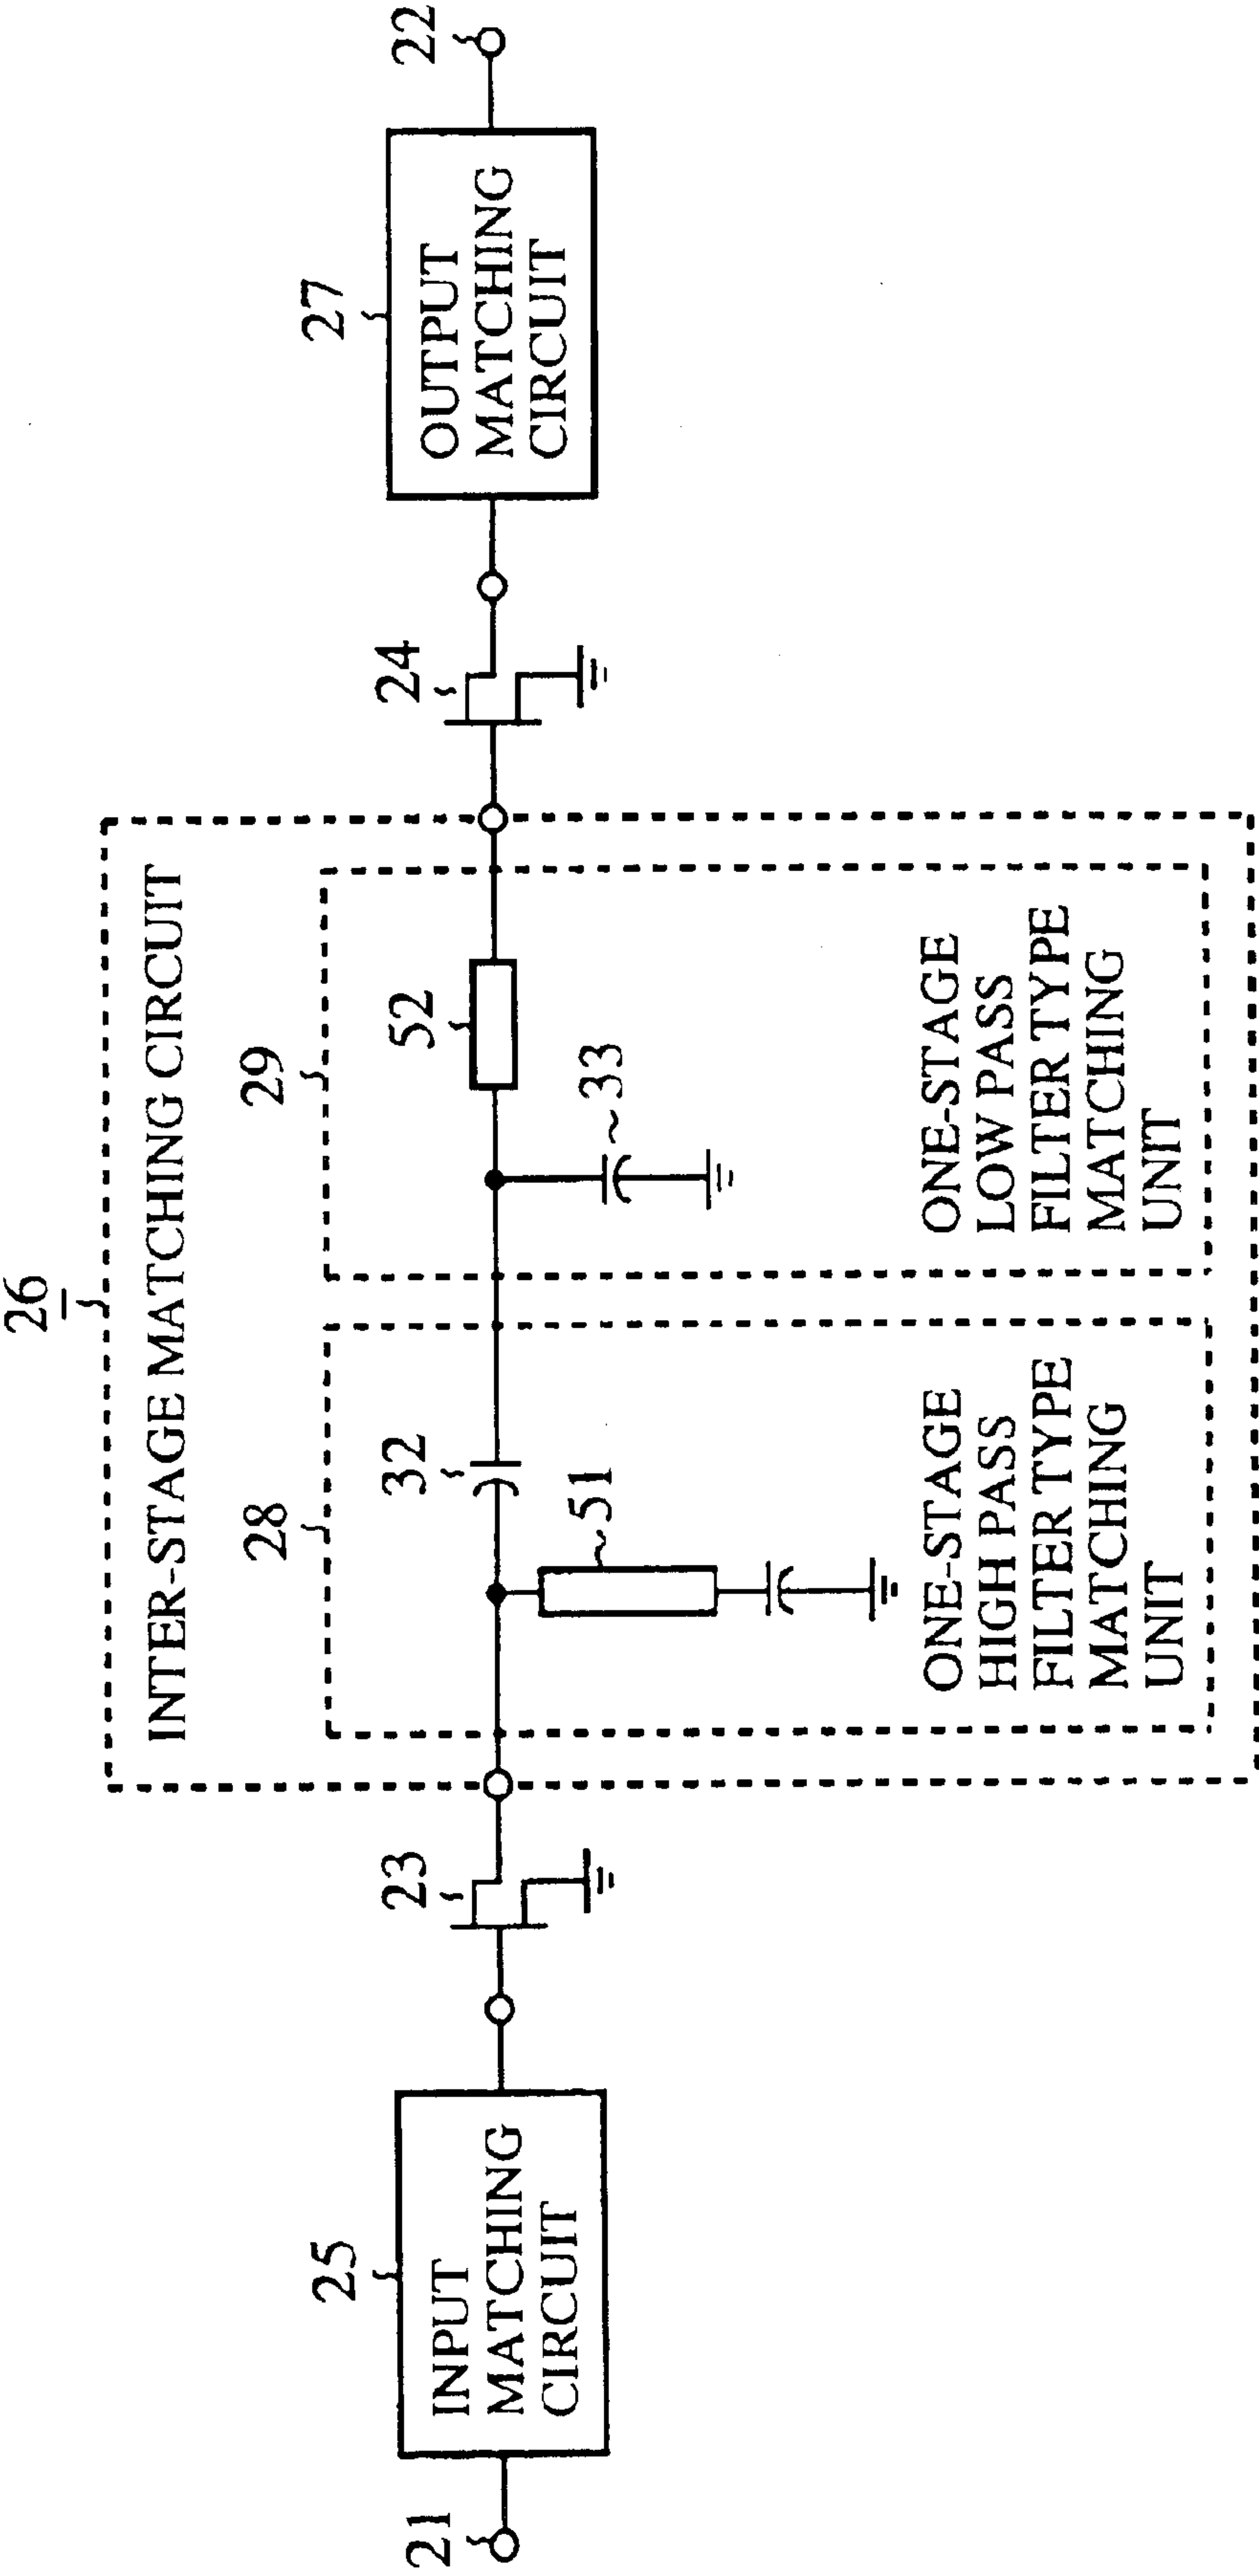 26
INTER-STAGE MATCHING CIRCUIT
28
29
25
27
INPUT
MATCHING
CIRCUIT
23
32
52
24
OUTPUT
MATCHING
CIRCUIT
21
22
51
33
ONE-STAGE
HIGH PASS
FILTER TYPE
MATCHING
UNIT
ONE-STAGE
LOW PASS
FILTER TYPE
MATCHING
UNIT